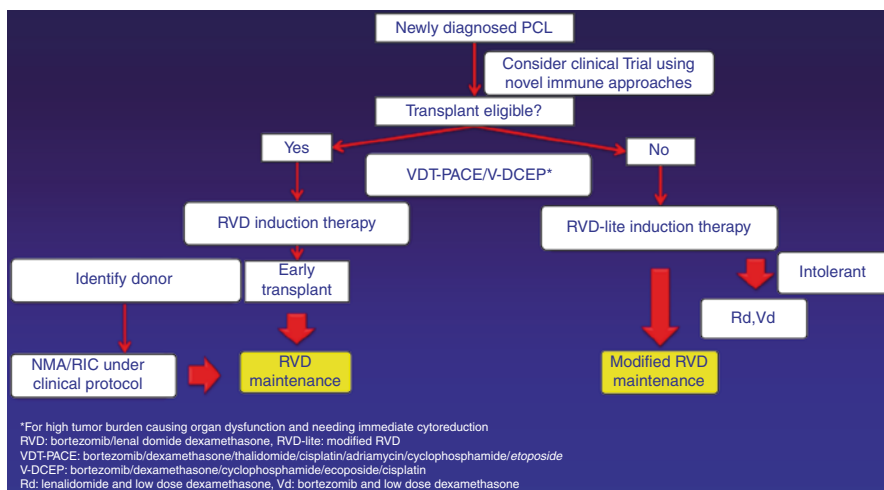 Newly diagnosed PCL
Consider clinical Trial using
novel immune approaches
Transplant eligible?
Yes
No
VDT-PACE/V-DCEP*
RVD induction therapy
RVD-lite induction therapy
Identify donor
Early
transplant
Intolerant
Rd,Vd
NMA/RIC under
clinical protocol
RVD
maintenance
Modified RVD
maintenance
*For high tumor burden causing organ dysfunction and needing immediate cytoreduction
RVD: bortezomib/lenal domide dexamethasone, RVD-lite: modified RVD
VDT-PACE: bortezomib/dexamethasone/thalidomide/cisplatin/adriamycin/cyclophosphamide/etoposide
V-DCEP: bortezomib/dexamethasone/cyclophosphamide/ecoposide/cisplatin
Rd: lenalidomide and low dose dexamethasone, Vd: bortezomib and low dose dexamethasone